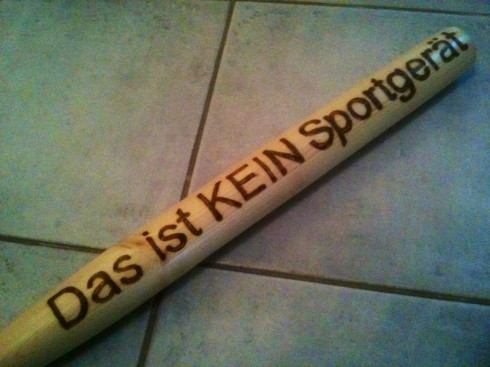 Das ist KEIN Sportgerät